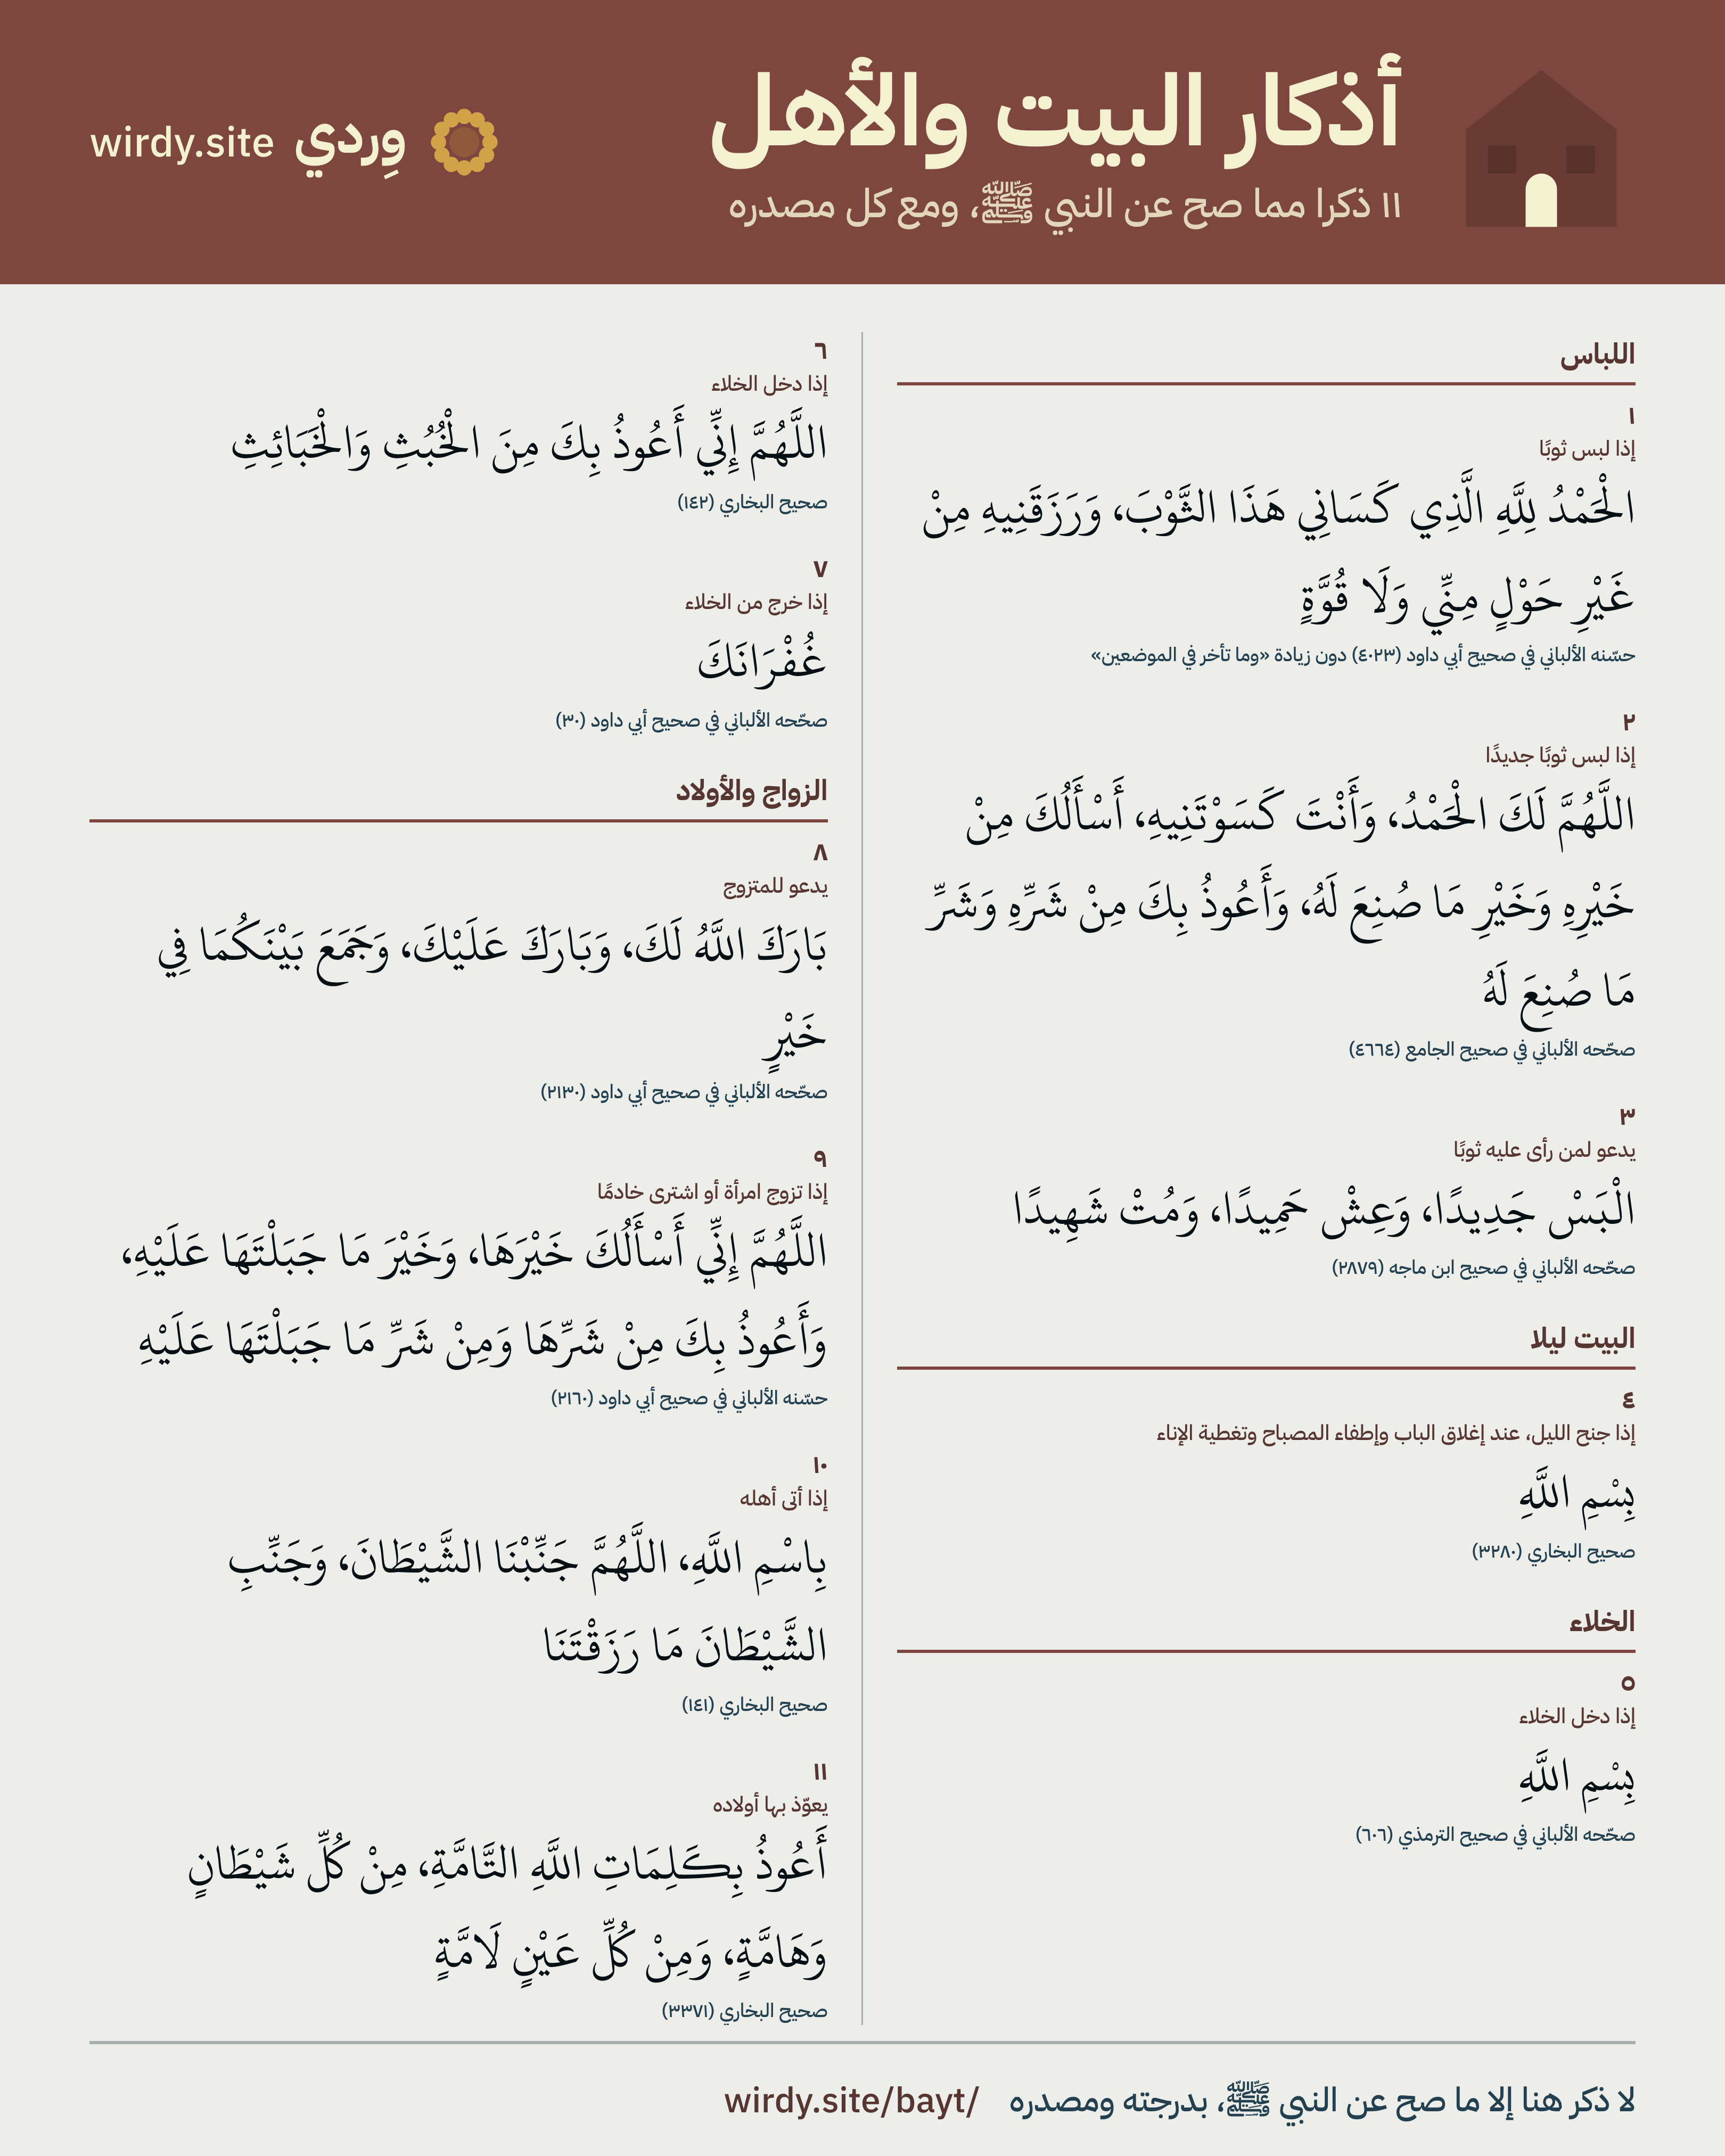 أذكار البيت والأهل
١١ ذكرا مما صح عن النبي ﷺ، ومع كل مصدره
وِردي wirdy.site
اللباس
١
إذا لبس ثوبًا
الْحَمْدُ لِلَّهِ الَّذِي كَسَانِي هَذَا الثَّوْبَ، وَرَزَقَنِيهِ مِنْ
غَيْرِ حَوْلٍ مِنِّي وَلَا قُوَّةٍ
حسّنه الألباني في صحيح أبي داود (٤٠٢٣) دون زيادة «وما تأخر في الموضعين»
٢
إذا لبس ثوبًا جديدًا
اللَّهُمَّ لَكَ الْحَمْدُ، وَأَنْتَ كَسَوْتَنِيهِ، أَسْأَلُكَ مِنْ
خَيْرِهِ وَخَيْرِ مَا صُنِعَ لَهُ، وَأَعُوذُ بِكَ مِنْ شَرِّهِ وَشَرِّ
مَا صُنِعَ لَهُ
صحّحه الألباني في صحيح الجامع (٤٦٦٤)
٣
يدعو لمن رأى عليه ثوبًا
الْبَسْ جَدِيدًا، وَعِشْ حَمِيدًا، وَمُتْ شَهِيدًا
صحّحه الألباني في صحيح ابن ماجه (٢٨٧٩)
البيت ليلا
٤
إذا جنح الليل، عند إغلاق الباب وإطفاء المصباح وتغطية الإناء
بِسْمِ اللَّهِ
صحيح البخاري (٣٢٨٠)
الخلاء
٥
إذا دخل الخلاء
بِسْمِ اللَّهِ
صحّحه الألباني في صحيح الترمذي (٦٠٦)
٦
إذا دخل الخلاء
اللَّهُمَّ إِنِّي أَعُوذُ بِكَ مِنَ الْخُبُثِ وَالْخَبَائِثِ
صحيح البخاري (١٤٢)
٧
إذا خرج من الخلاء
غُفْرَانَكَ
صحّحه الألباني في صحيح أبي داود (٣٠)
الزواج والأولاد
٨
يدعو للمتزوج
بَارَكَ اللَّهُ لَكَ، وَبَارَكَ عَلَيْكَ، وَجَمَعَ بَيْنَكُمَا فِي
خَيْرٍ
صحّحه الألباني في صحيح أبي داود (٢١٣٠)
٩
إذا تزوج امرأة أو اشترى خادمًا
اللَّهُمَّ إِنِّي أَسْأَلُكَ خَيْرَهَا، وَخَيْرَ مَا جَبَلْتَهَا عَلَيْهِ،
وَأَعُوذُ بِكَ مِنْ شَرِّهَا وَمِنْ شَرِّ مَا جَبَلْتَهَا عَلَيْهِ
حسّنه الألباني في صحيح أبي داود (٢١٦٠)
١٠
إذا أتى أهله
بِاسْمِ اللَّهِ، اللَّهُمَّ جَنِّبْنَا الشَّيْطَانَ، وَجَنِّبِ
الشَّيْطَانَ مَا رَزَقْتَنَا
صحيح البخاري (١٤١)
١١
يعوّذ بها أولاده
أَعُوذُ بِكَلِمَاتِ اللَّهِ التَّامَّةِ، مِنْ كُلِّ شَيْطَانٍ
وَهَامَّةٍ، وَمِنْ كُلِّ عَيْنٍ لَامَّةٍ
صحيح البخاري (٣٣٧١)
لا ذكر هنا إلا ما صح عن النبي ﷺ، بدرجته ومصدره wirdy.site/bayt/